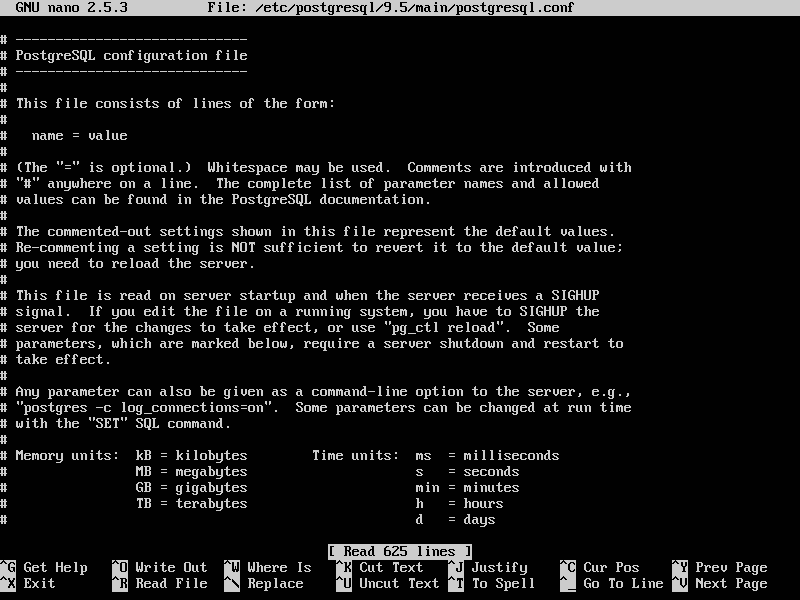 GNU nano 2.5.3          File: /etc/postgresql/9.5/main/postgresql.conf
# -----------------------------
# PostgreSQL configuration file
# -----------------------------
#
# This file consists of lines of the form:
#
#   name = value
#
# (The "=" is optional.)  Whitespace may be used.  Comments are introduced with
# "#" anywhere on a line.  The complete list of parameter names and allowed
# values can be found in the PostgreSQL documentation.
#
# The commented-out settings shown in this file represent the default values.
# Re-commenting a setting is NOT sufficient to revert it to the default value;
# you need to reload the server.
#
# This file is read on server startup and when the server receives a SIGHUP
# signal.  If you edit the file on a running system, you have to SIGHUP the
# server for the changes to take effect, or use "pg_ctl reload".  Some
# parameters, which are marked below, require a server shutdown and restart to
# take effect.
#
# Any parameter can also be given as a command-line option to the server, e.g.,
# "postgres -c log_connections=on".  Some parameters can be changed at run time
# with the "SET" SQL command.
#
# Memory units:  kB = kilobytes        Time units:  ms  = milliseconds
#                MB = megabytes                     s   = seconds
#                GB = gigabytes                     min = minutes
#                TB = terabytes                     h   = hours
#                                                   d   = days
[ Read 625 lines ]
^G Get Help   ^O Write Out  ^W Where Is   ^K Cut Text   ^J Justify    ^C Cur Pos    ^Y Prev Page
^X Exit       ^R Read File  ^\ Replace    ^U Uncut Text ^T To Spell   ^_ Go To Line ^V Next Page